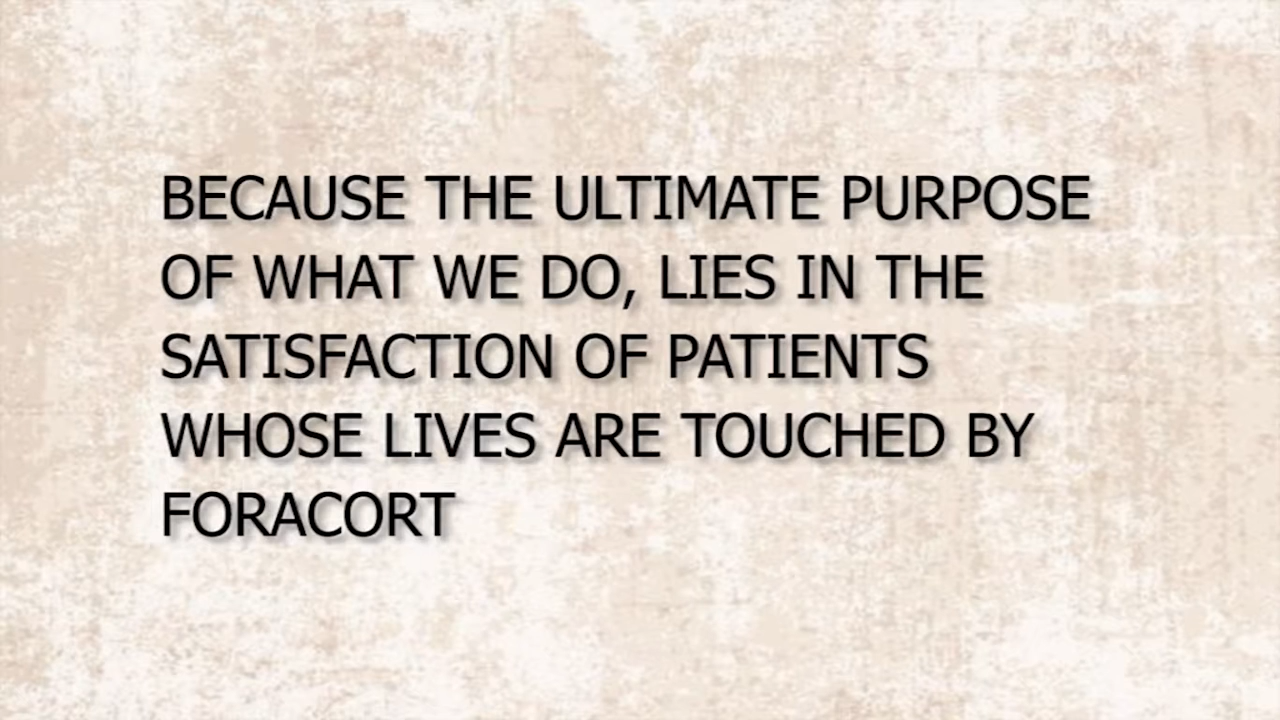 BECAUSE THE ULTIMATE PURPOSE
OF WHAT WE DO, LIES IN THE
SATISFACTION OF PATIENTS
WHOSE LIVES ARE TOUCHED BY
FORACORT